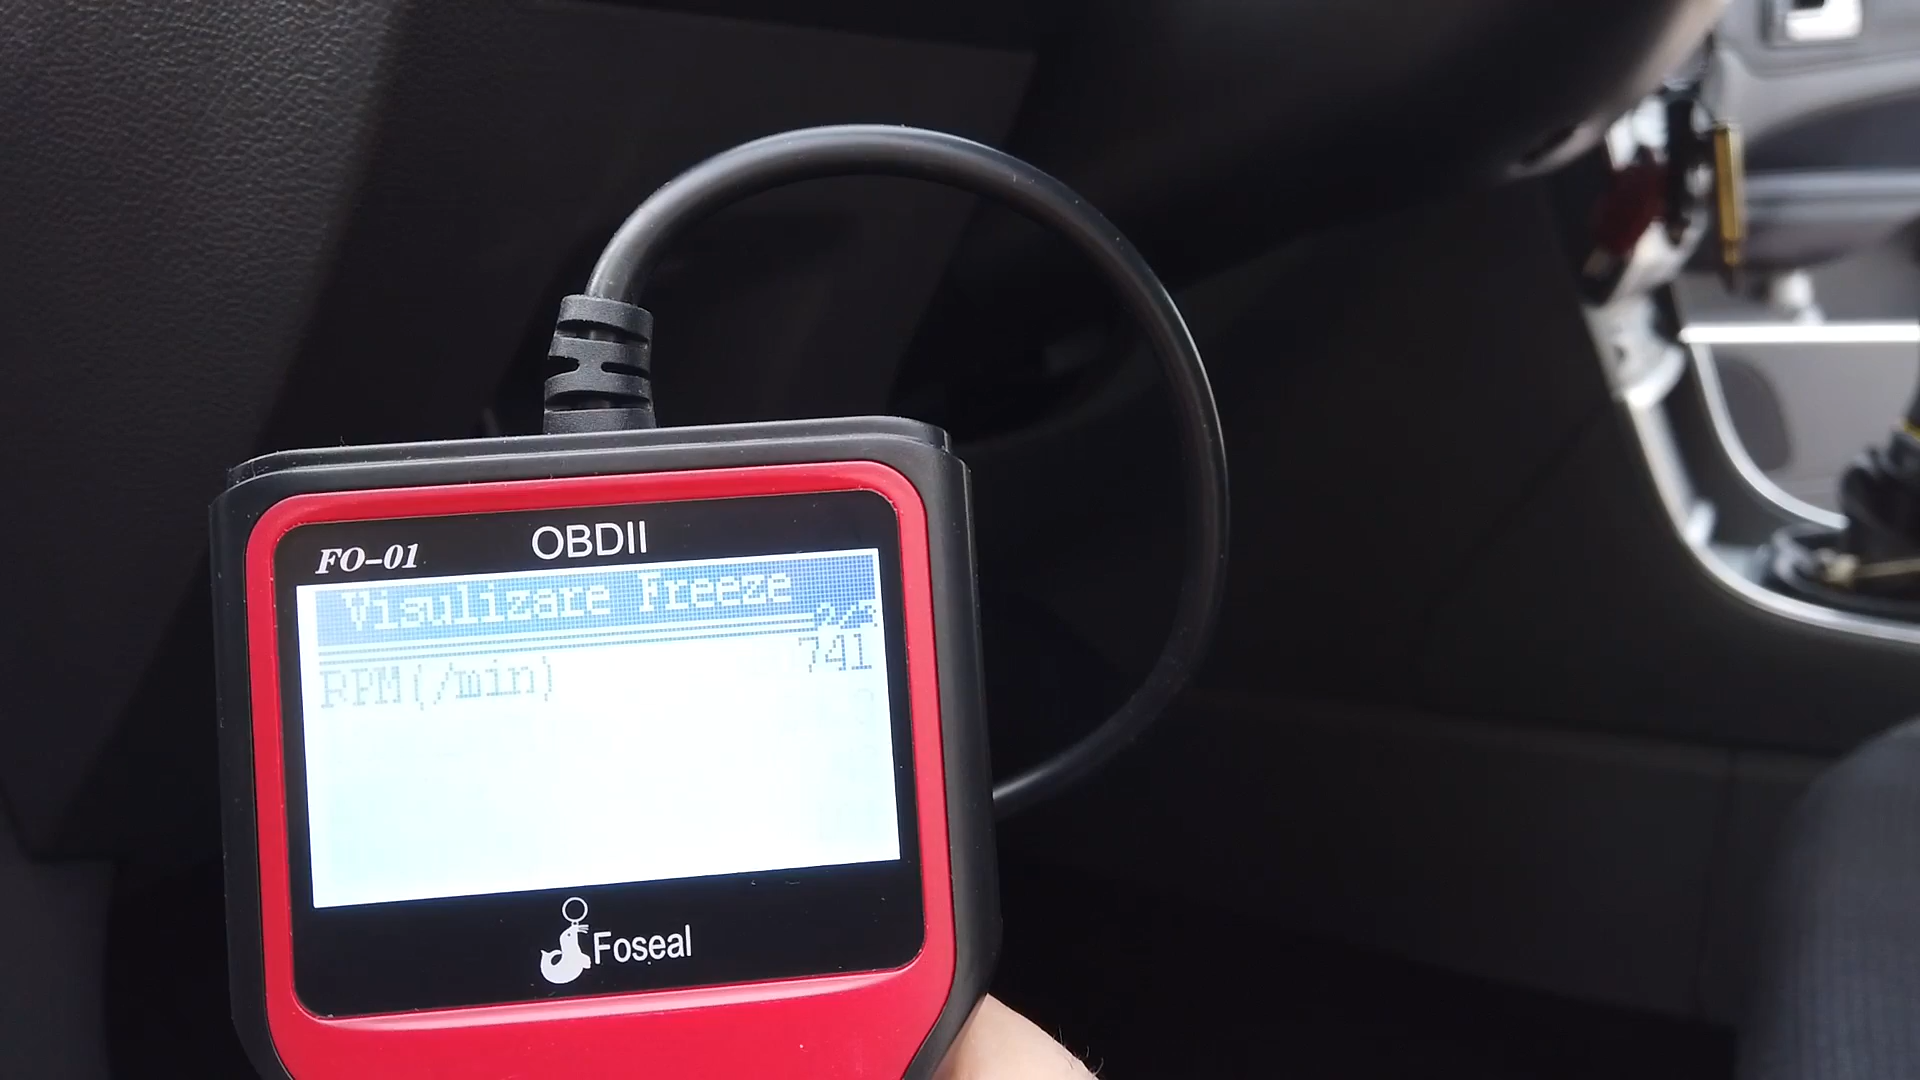 FO-01
OBDII
Visulizare Freeze
741
RPM(/min)
Foseal